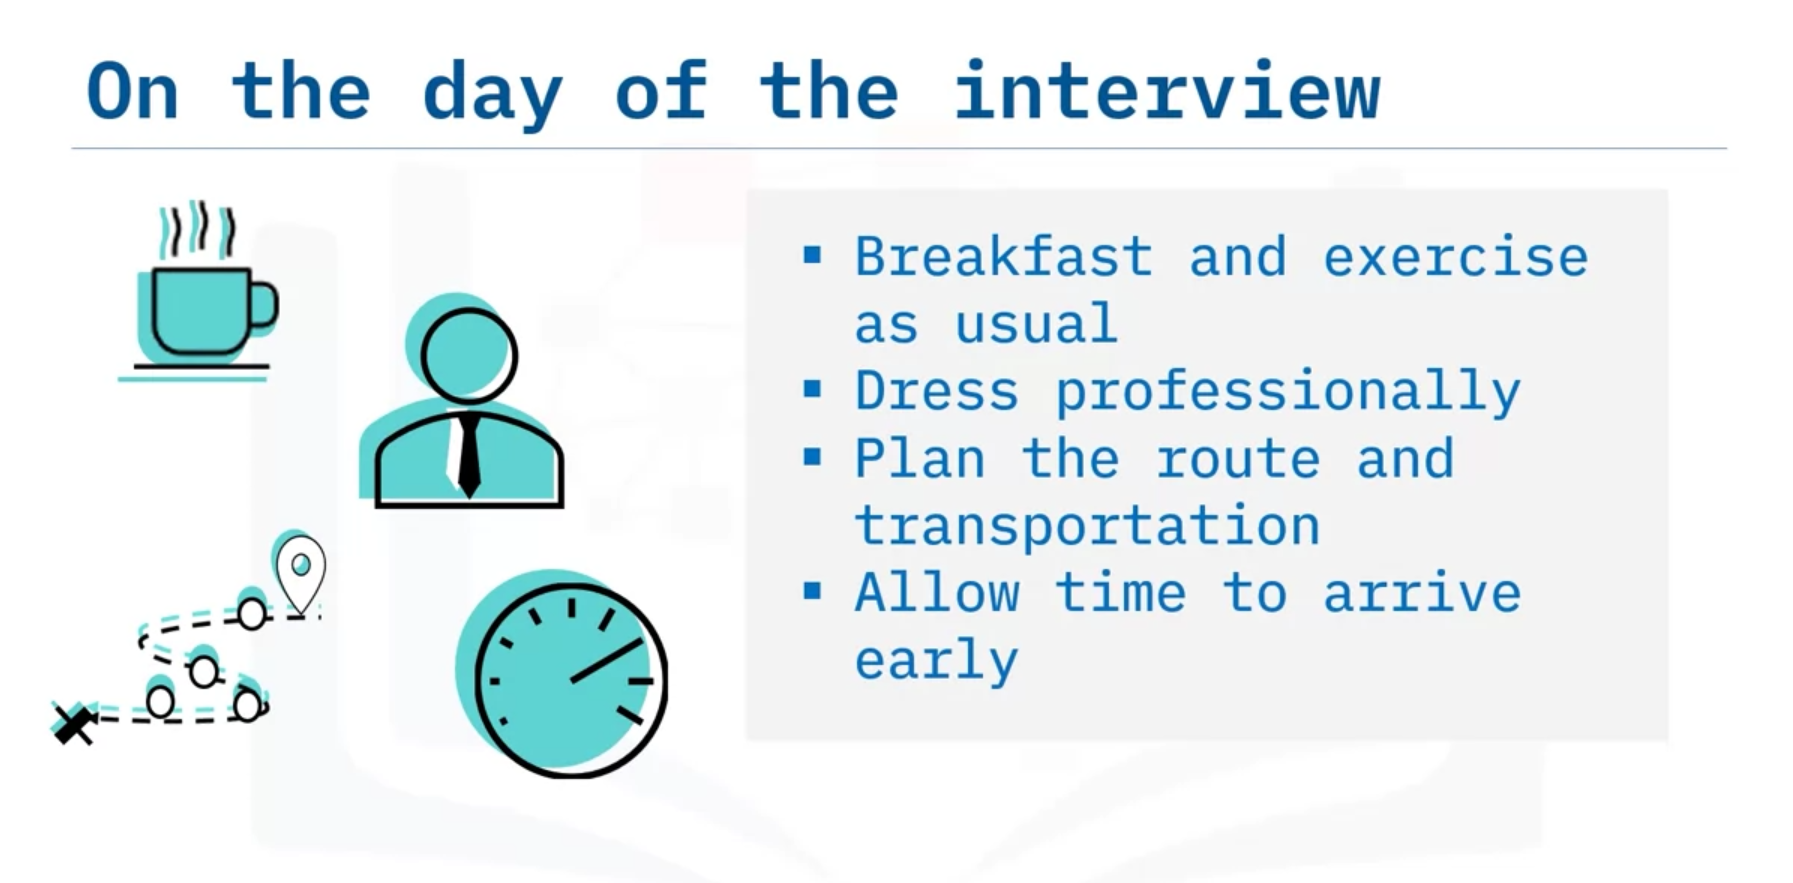 On the day of the interview
▪ Breakfast and exercise
as usual
▪ Dress professionally
▪ Plan the route and
transportation
▪ Allow time to arrive
early